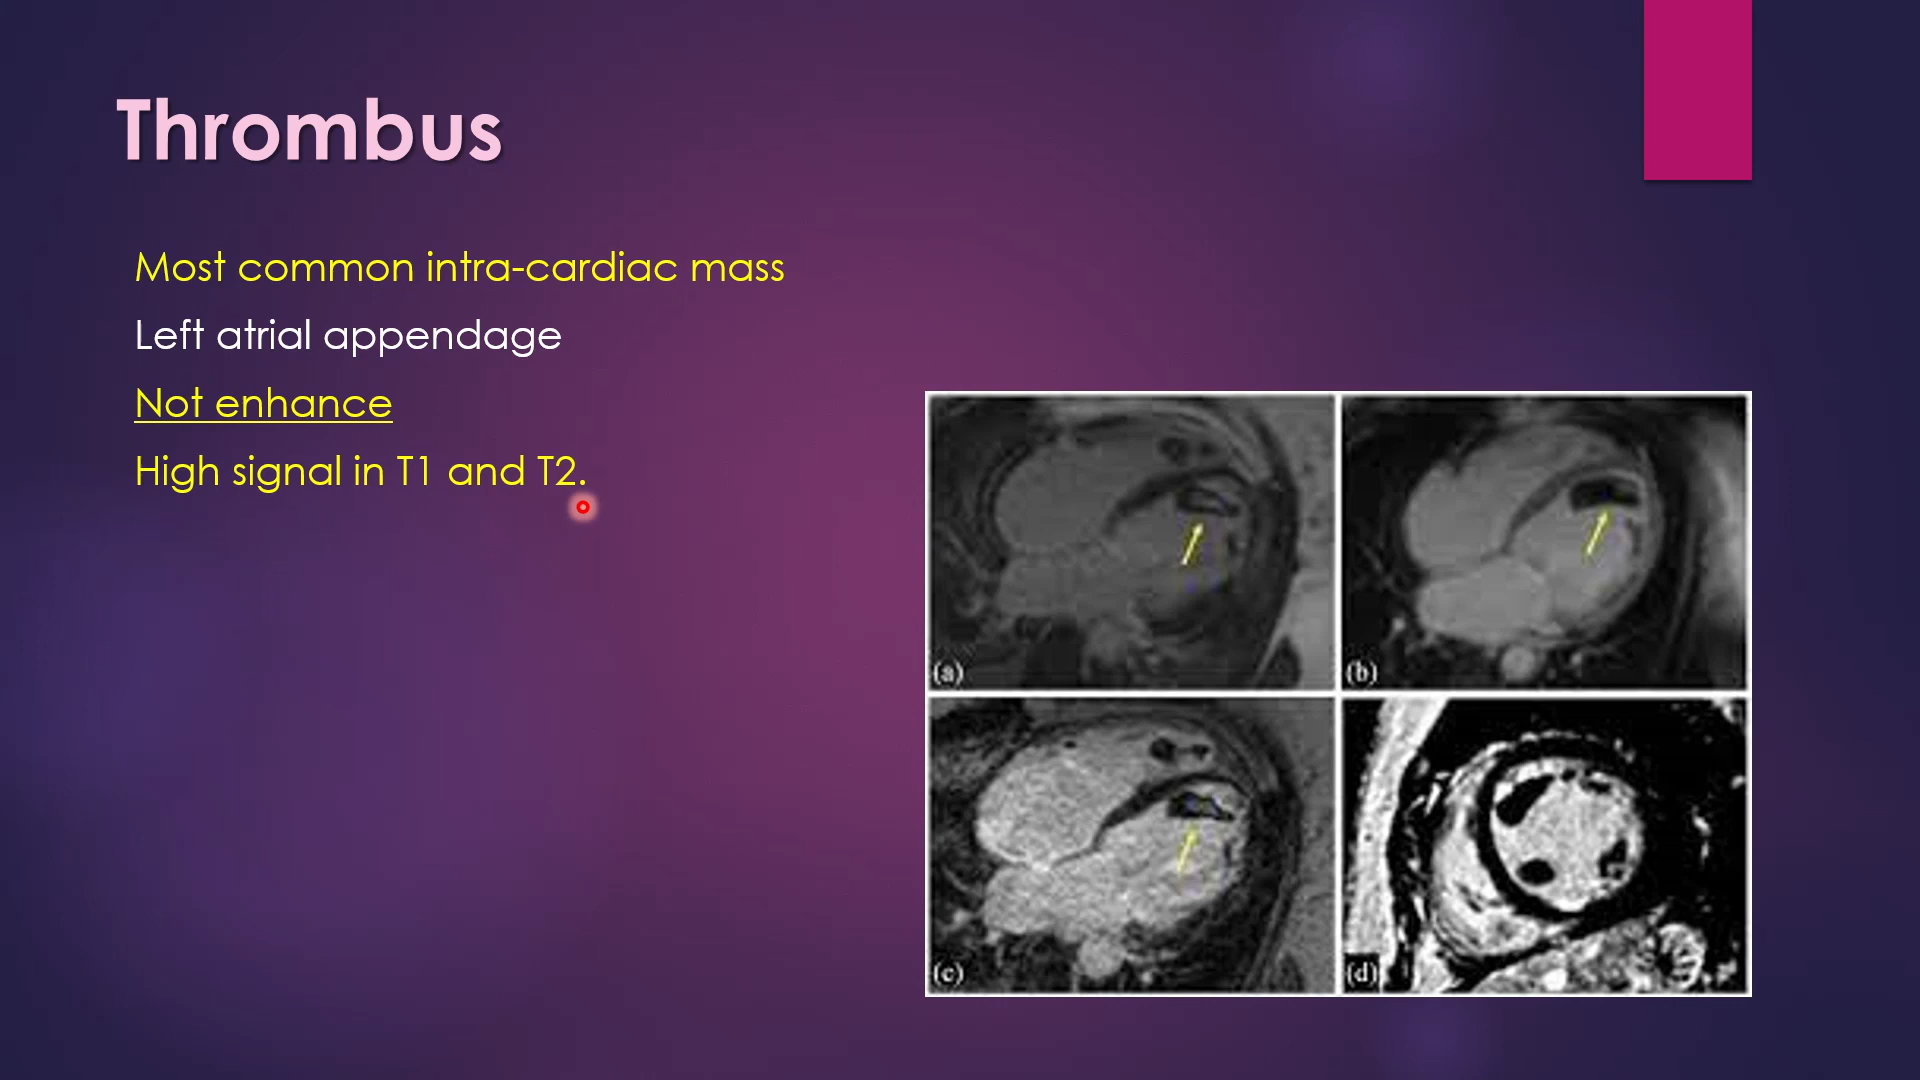 Thrombus
Most common intra-cardiac mass
Left atrial appendage
Not enhance
High signal in T1 and T2.
(a)
(b)
(c)
(d)